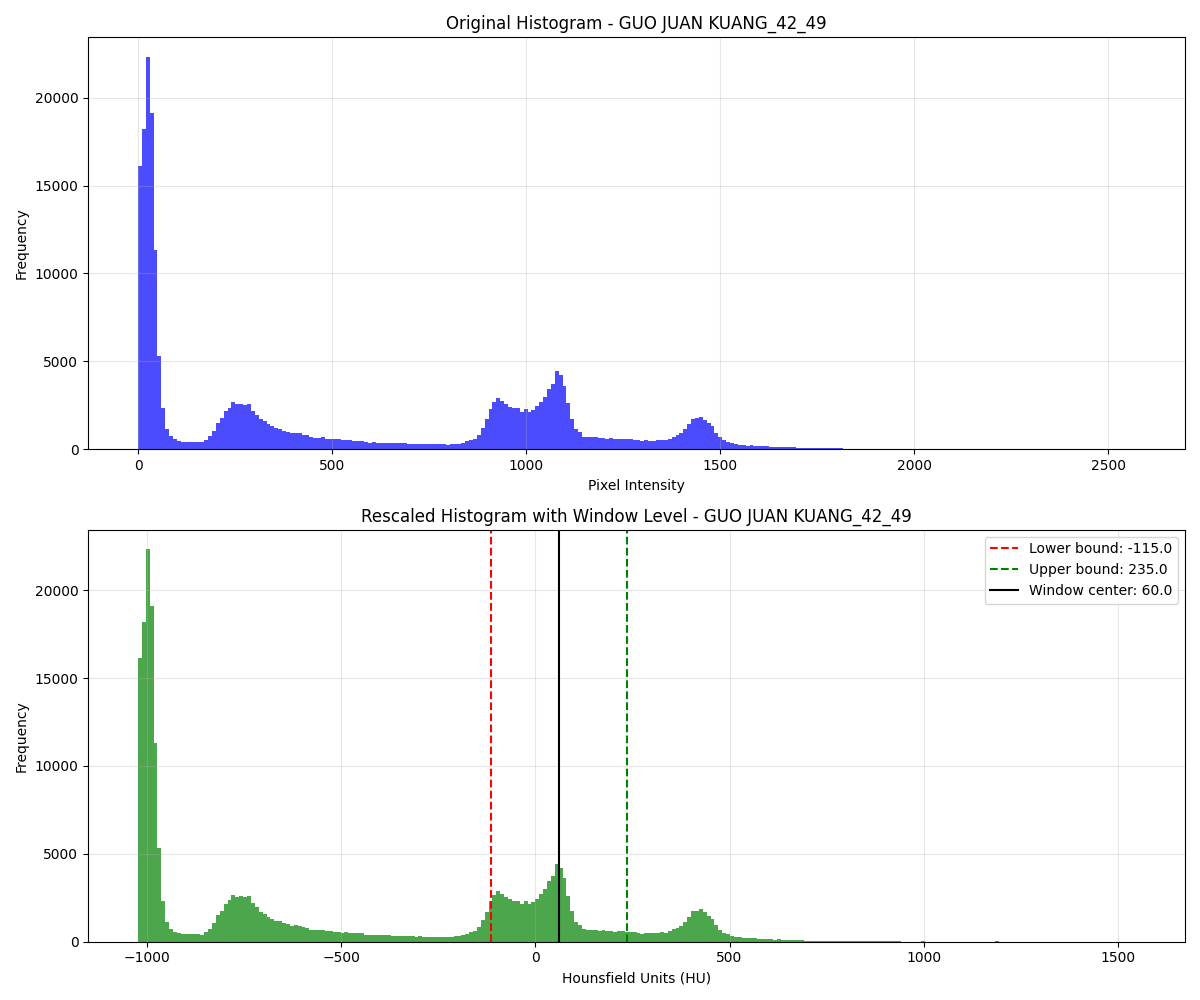 Original Histogram - GUO JUAN KUANG_42_49
Frequency
20000
15000
10000
5000
0
0 500 1000 1500 2000 2500
Pixel Intensity
Rescaled Histogram with Window Level - GUO JUAN KUANG_42_49
Lower bound: -115.0
Upper bound: 235.0
Window center: 60.0
Frequency
20000
15000
10000
5000
0
−1000 −500 0 500 1000 1500
Hounsfield Units (HU)